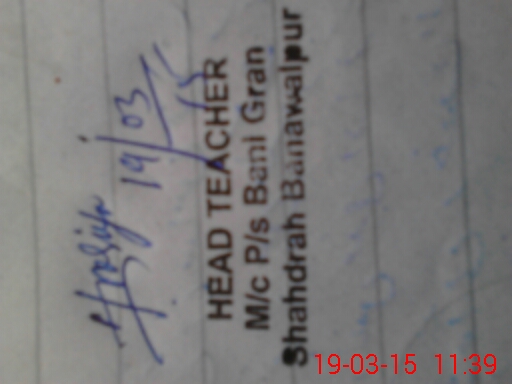 19/03/15
HEAD TEACHER
M/c P/s Bani Gran
Shahdrah Banawalpur
19-03-15 11:39